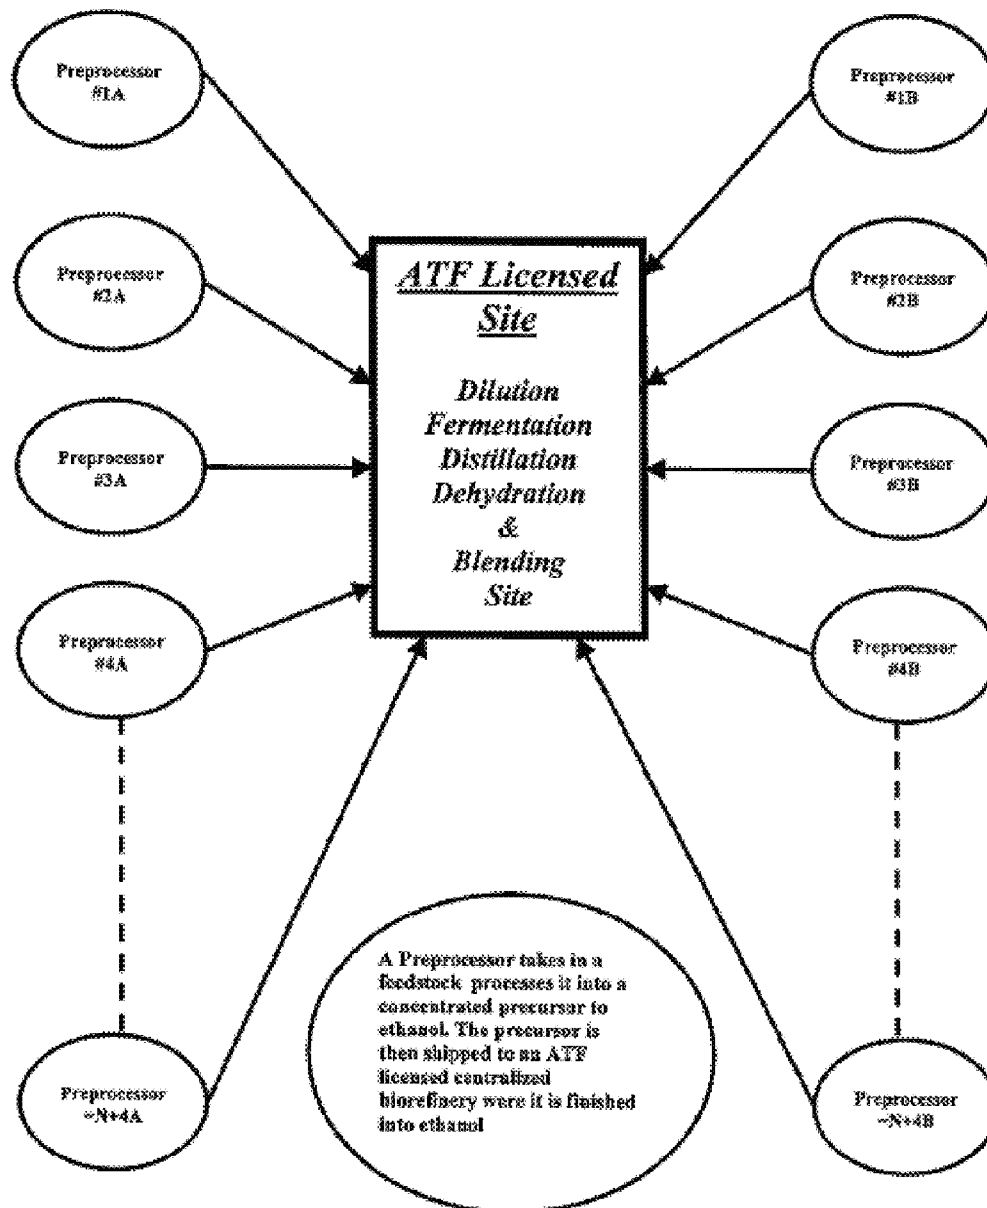 Preprocessor
#1A
Preprocessor
#1B
Preprocessor
#2A
Preprocessor
#2B
Preprocessor
#3A
Preprocessor
#3B
Preprocessor
#4A
Preprocessor
#4B
Preprocessor
~N+4A
Preprocessor
~N+4B
ATF Licensed
Site
Dilution
Fermentation
Distillation
Dehydration
&
Blending
Site
A Preprocessor takes in a
feedstock processes it into a
concentrated precursor to
ethanol. The precursor is
then shipped to an ATF
licensed centralized
biorefinery were it is finished
into ethanol